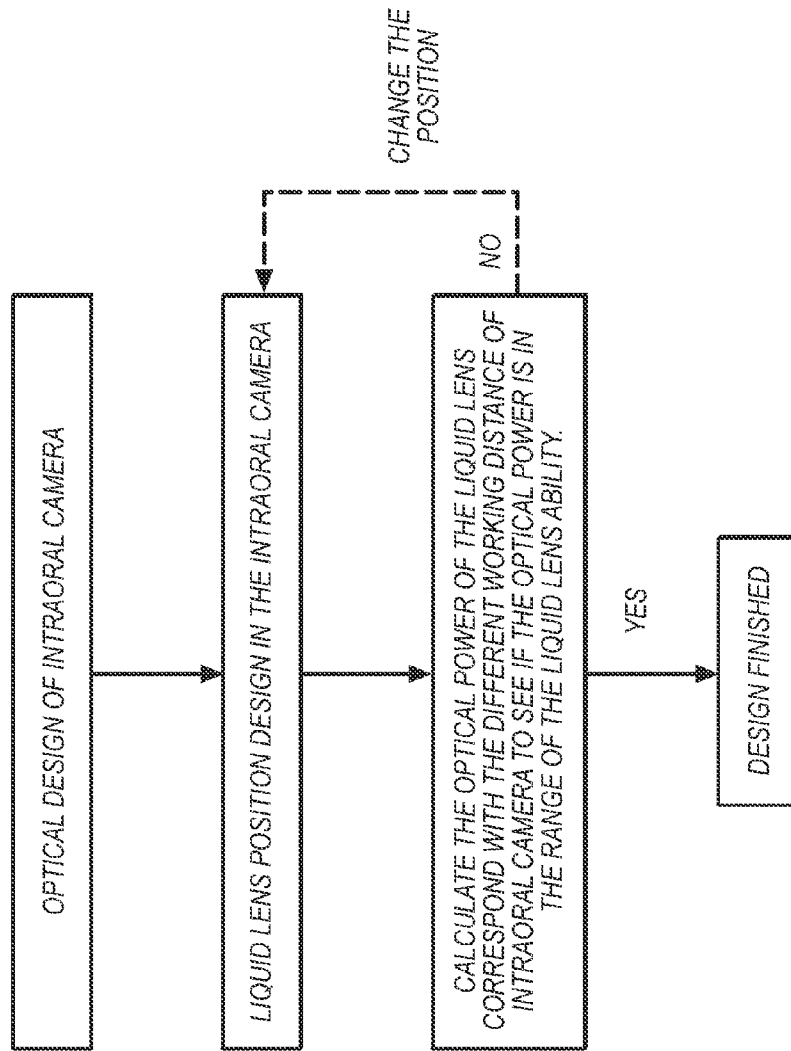 OPTICAL DESIGN OF INTRAORAL CAMERA
LIQUID LENS POSITION DESIGN IN THE INTRAORAL CAMERA
CALCULATE THE OPTICAL POWER OF THE LIQUID LENS
CORRESPOND WITH THE DIFFERENT WORKING DISTANCE OF
INTRAORAL CAMERA TO SEE IF THE OPTICAL POWER IS IN
THE RANGE OF THE LIQUID LENS ABILITY.
NO
CHANGE THE
POSITION
YES
DESIGN FINISHED